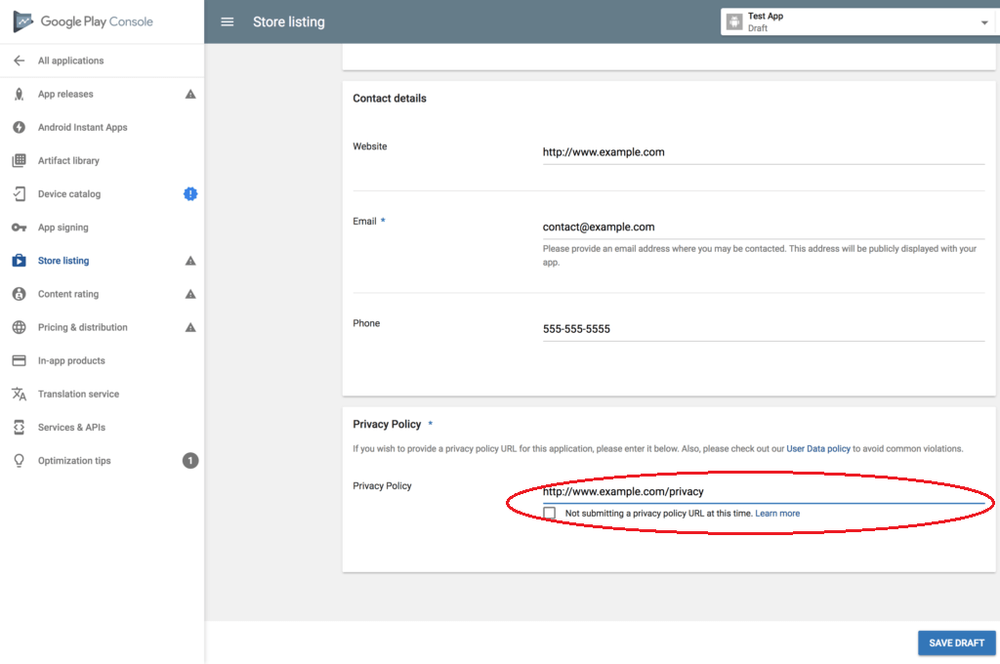 Google Play Console
Store listing
Test App
Draft
All applications
App releases
Android Instant Apps
Artifact library
Device catalog
App signing
Store listing
Content rating
Pricing & distribution
In-app products
Translation service
Services & APIs
Optimization tips
1
Contact details
Website
http://www.example.com
Email *
contact@example.com
Please provide an email address where you may be contacted. This address will be publicly displayed with your
app.
Phone
555-555-5555
Privacy Policy *
If you wish to provide a privacy policy URL for this application, please enter it below. Also, please check out our User Data policy to avoid common violations.
Privacy Policy
http://www.example.com/privacy
Not submitting a privacy policy URL at this time. Learn more
SAVE DRAFT